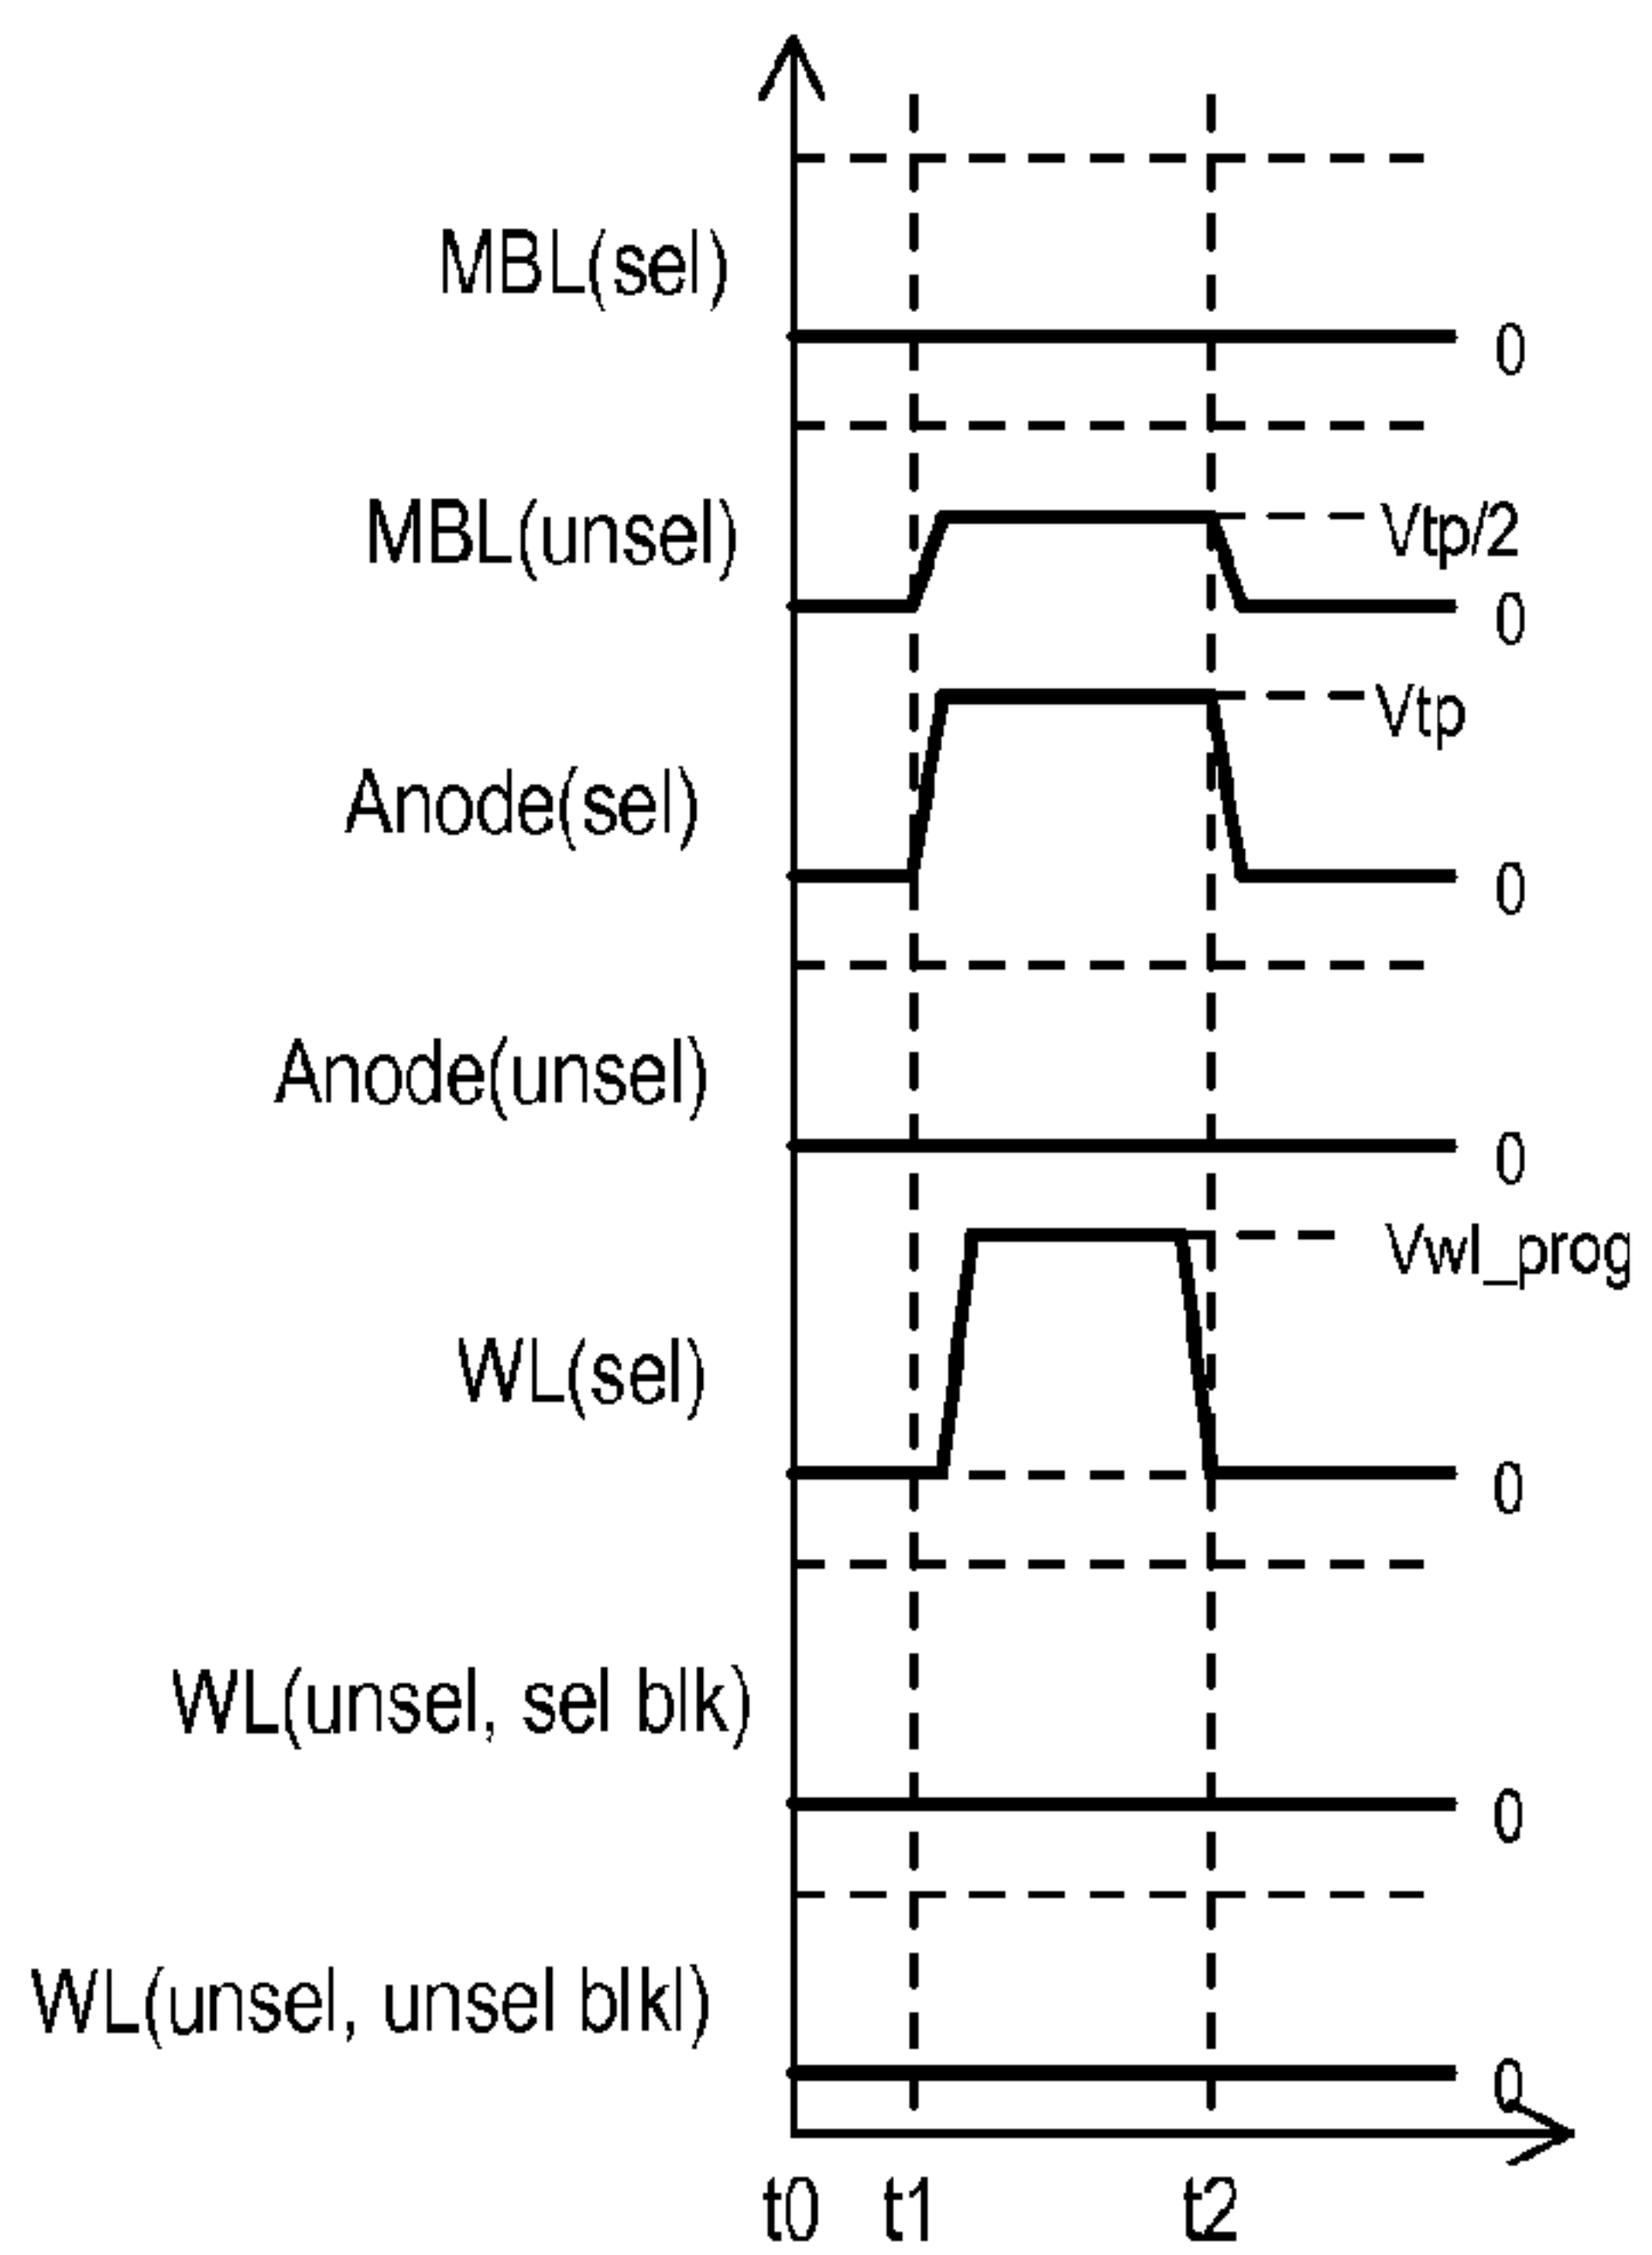 MBL(sel)
0
MBL(unsel)
Vtp/2
0
Vtp
Anode(sel)
0
Anode(unsel)
0
Vwl_prog
WL(sel)
0
WL(unsel, sel blk)
0
WL(unsel, unsel blkl)
0
t0 t1 t2